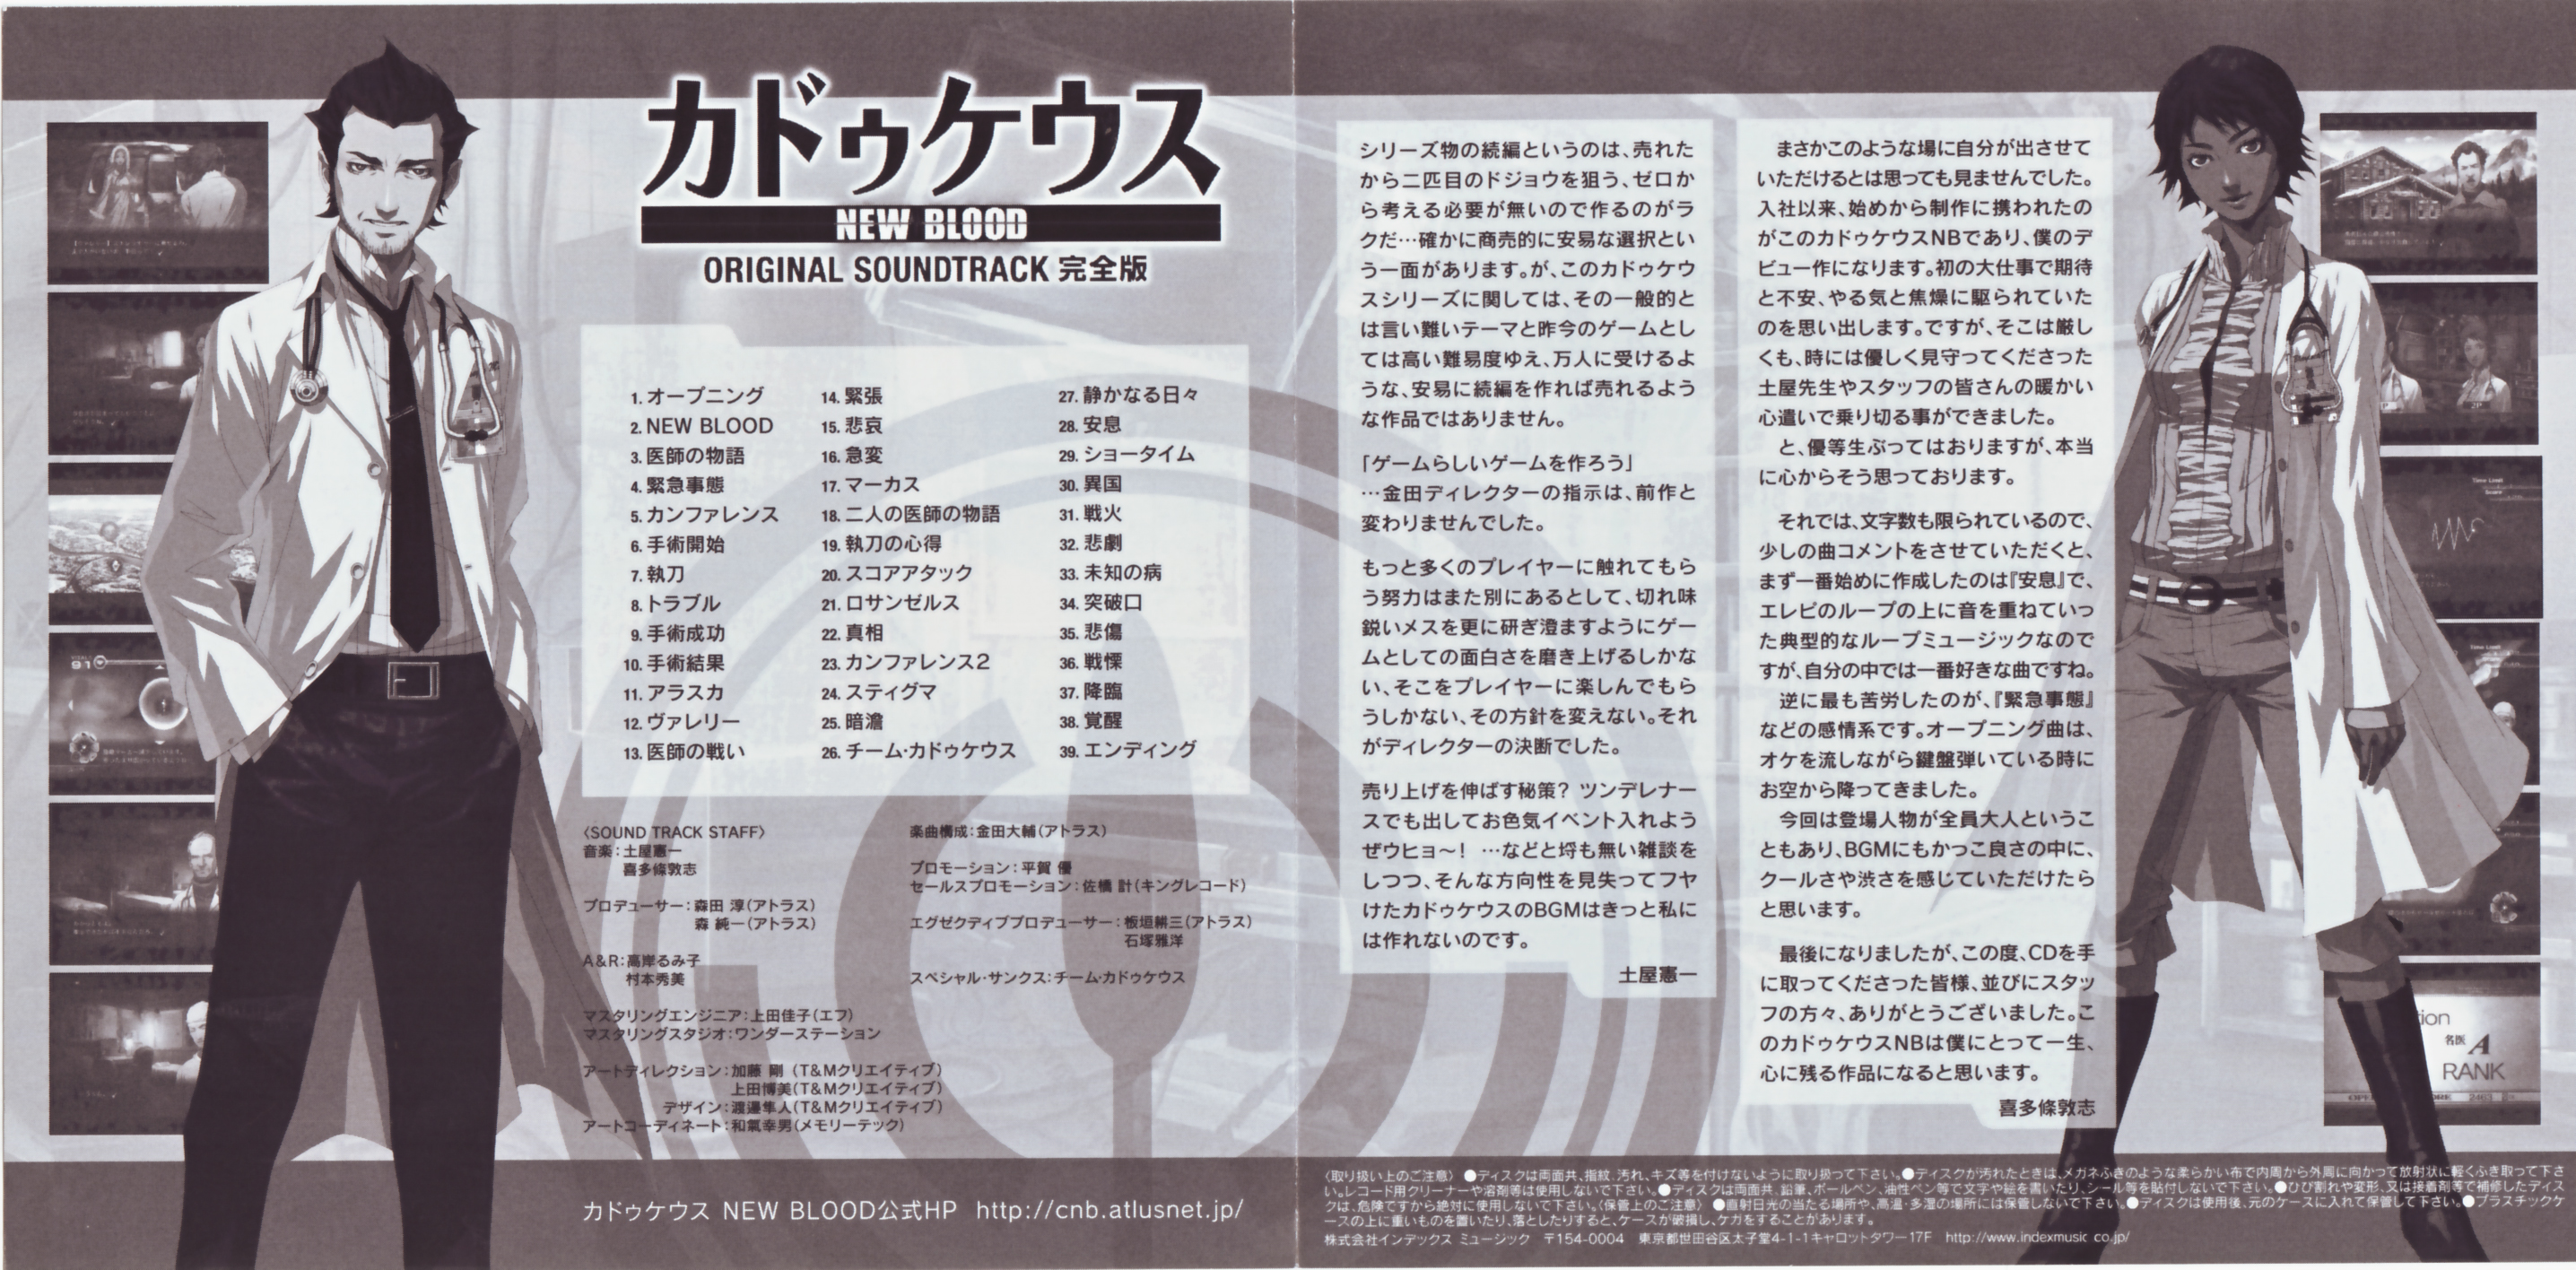 カドゥケウス
NEW BLOOD
ORIGINAL SOUNDTRACK 完全版
1. オープニング
2. NEW BLOOD
3. 医師の物語
4. 緊急事態
5. カンファレンス
6. 手術開始
7. 執刀
8. トラブル
9. 手術成功
10. 手術結果
11. アラスカ
12. ヴァレリー
13. 医師の戦い
14. 緊張
15. 悲哀
16. 急変
17. マーカス
18. 二人の医師の物語
19. 執刀の心得
20. スコアアタック
21. ロサンゼルス
22. 真相
23. カンファレンス2
24. スティグマ
25. 暗澹
26. チーム・カドゥケウス
27. 静かなる日々
28. 安息
29. ショータイム
30. 異国
31. 戦火
32. 悲劇
33. 未知の病
34. 突破口
35. 悲傷
36. 戦慄
37. 降臨
38. 覚醒
39. エンディング
〈SOUND TRACK STAFF〉
音楽：土屋憲一
喜多條敦志
プロデューサー：森田 淳（アトラス）
森 純一（アトラス）
A&R：高岸るみ子
村本秀美
マスタリングエンジニア：上田佳子（エフ）
マスタリングスタジオ：ワンダーステーション
アートディレクション：加藤 剛（T&Mクリエイティブ）
上田博美（T&Mクリエイティブ）
デザイン：渡邊隼人（T&Mクリエイティブ）
アートコーディネート：和氣幸男（メモリーテック）
楽曲構成：金田大輔（アトラス）
プロモーション：平賀 優
セールスプロモーション：佐橋 計（キングレコード）
エグゼクティブプロデューサー：板垣耕三（アトラス）
石塚雅洋
スペシャル・サンクス：チーム・カドゥケウス
カドゥケウス NEW BLOOD公式HP http://cnb.atlusnet.jp/
シリーズ物の続編というのは、売れた
から二匹目のドジョウを狙う、ゼロか
ら考える必要が無いので作るのがラ
クだ…確かに商売的に安易な選択とい
う一面があります。が、このカドゥケウ
スシリーズに関しては、その一般的と
は言い難いテーマと昨今のゲームとし
ては高い難易度ゆえ、万人に受けるよ
うな、安易に続編を作れば売れるよう
な作品ではありません。
「ゲームらしいゲームを作ろう」
…金田ディレクターの指示は、前作と
変わりませんでした。
もっと多くのプレイヤーに触れてもら
う努力はまた別にあるとして、切れ味
鋭いメスを更に研ぎ澄ますようにゲー
ムとしての面白さを磨き上げるしかな
い、そこをプレイヤーに楽しんでもら
うしかない、その方針を変えない。それ
がディレクターの決断でした。
売り上げを伸ばす秘策？ ツンデレナー
スでも出してお色気イベント入れよう
ぜウヒョ〜！ …などと埒も無い雑談を
しつつ、そんな方向性を見失ってフヤ
けたカドゥケウスのBGMはきっと私に
は作れないのです。
土屋憲一
まさかこのような場に自分が出させて
いただけるとは思っても見ませんでした。
入社以来、始めから制作に携われたの
がこのカドゥケウスNBであり、僕のデ
ビュー作になります。初の大仕事で期待
と不安、やる気と焦燥に駆られていた
のを思い出します。ですが、そこは厳し
くも、時には優しく見守ってくださった
土屋先生やスタッフの皆さんの暖かい
心遣いで乗り切る事ができました。
と、優等生ぶってはおりますが、本当
に心からそう思っております。
それでは、文字数も限られているので、
少しの曲コメントをさせていただくと、
まず一番始めに作成したのは『安息』で、
エレピのループの上に音を重ねていっ
た典型的なループミュージックなので
すが、自分の中では一番好きな曲ですね。
逆に最も苦労したのが、『緊急事態』
などの感情系です。オープニング曲は、
オケを流しながら鍵盤弾いている時に
お空から降ってきました。
今回は登場人物が全員大人というこ
ともあり、BGMにもかっこ良さの中に、
クールさや渋さを感じていただけたら
と思います。
最後になりましたが、この度、CDを手
に取ってくださった皆様、並びにスタッ
フの方々、ありがとうございました。こ
のカドゥケウスNBは僕にとって一生、
心に残る作品になると思います。
喜多條敦志
Time Limit
Score
名医 A
RANK
〈取り扱い上のご注意〉 ●ディスクは両面共、指紋、汚れ、キズ等を付けないように取り扱って下さい。●ディスクが汚れたときは、メガネふきのような柔らかい布で内周から外周に向かって放射状に軽くふき取って下さ
い。レコード用クリーナーや溶剤等は使用しないで下さい。●ディスクは両面共、鉛筆、ボールペン、油性ペン等で文字や絵を書いたり、シール等を貼付しないで下さい。●ひび割れや変形、又は接着剤等で補修したディス
クは、危険ですから絶対に使用しないで下さい。〈保管上のご注意〉 ●直射日光の当たる場所や、高温・多湿の場所には保管しないで下さい。●ディスクは使用後、元のケースに入れて保管して下さい。●プラスチックケ
ースの上に重いものを置いたり、落としたりすると、ケースが破損し、ケガをすることがあります。
株式会社インデックス ミュージック 〒154-0004 東京都世田谷区太子堂4-1-1キャロットタワー17F http://www.indexmusic.co.jp/